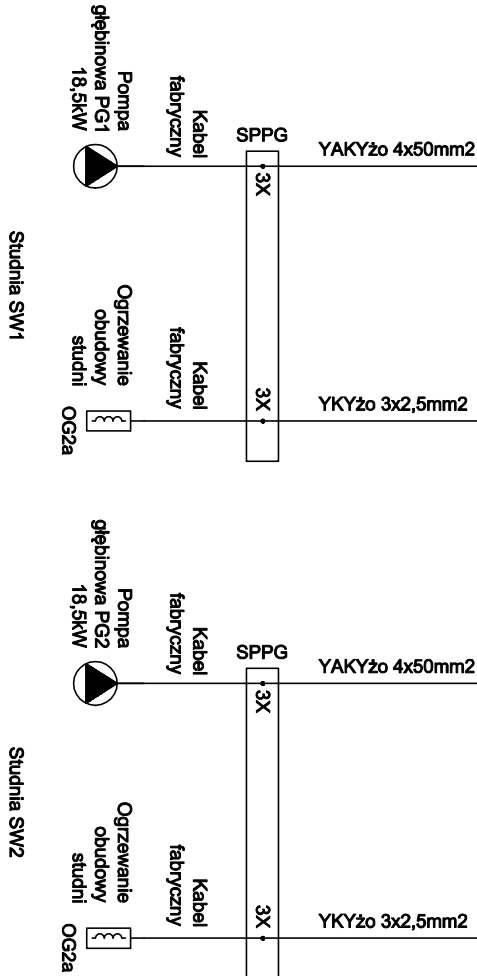 YAKYżo 4x50mm2
SPPG
3X
Kabel
fabryczny
Pompa
głębinowa PG1
18,5kW
YKYżo 3x2,5mm2
3X
Kabel
fabryczny
Ogrzewanie
obudowy
studni
OG2a
Studnia SW1
YAKYżo 4x50mm2
SPPG
3X
Kabel
fabryczny
Pompa
głębinowa PG2
18,5kW
YKYżo 3x2,5mm2
3X
Kabel
fabryczny
Ogrzewanie
obudowy
studni
OG2a
Studnia SW2